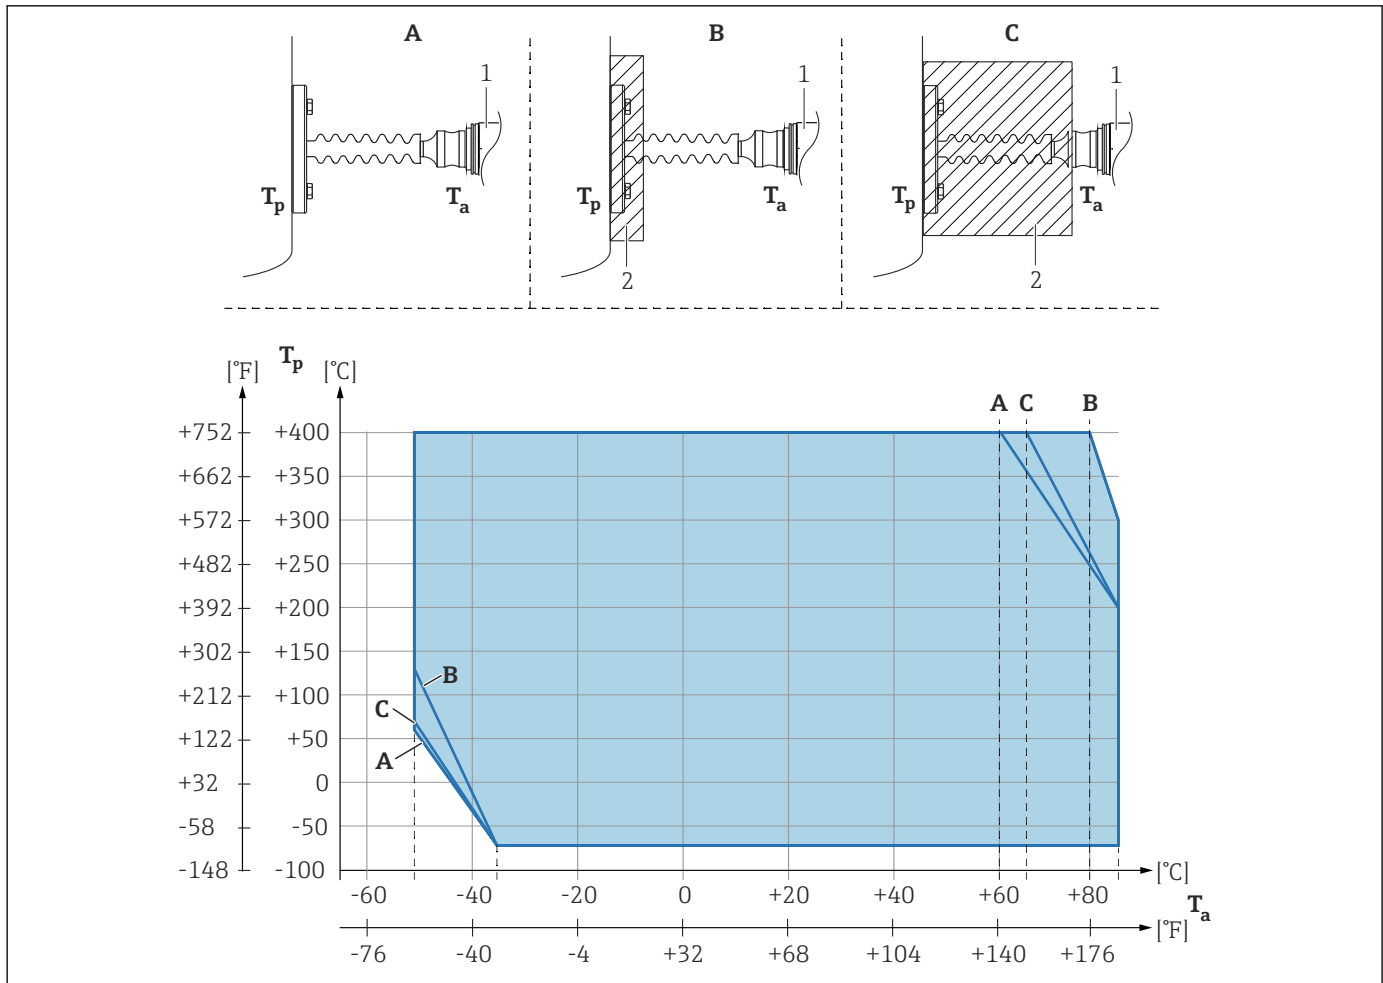 A B C
1 1 1
Tp Ta Tp Ta Tp Ta
2 2
Tp
[°F] [°C]
A C B
+752 +400
+662 +350
+572 +300
+482 +250
+392 +200
+302 +150
B
+212 +100
C
+122 +50
A
+32 0
-58 -50
-148 -100
[°C]
-60 -40 -20 0 +20 +40 +60 +80
Ta
[°F]
-76 -40 -4 +32 +68 +104 +140 +176